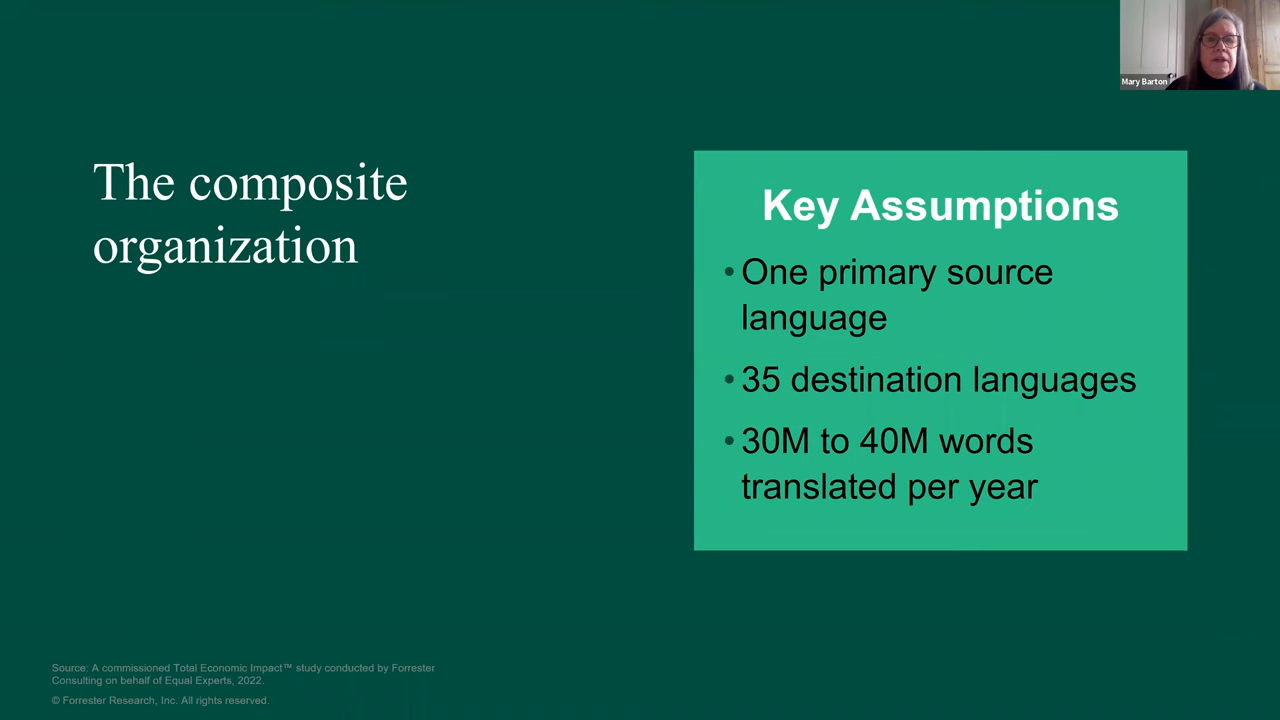 Mary Barton
The composite
organization
Key Assumptions
• One primary source
language
• 35 destination languages
• 30M to 40M words
translated per year
Source: A commissioned Total Economic Impact™ study conducted by Forrester
Consulting on behalf of Equal Experts, 2022.
© Forrester Research, Inc. All rights reserved.